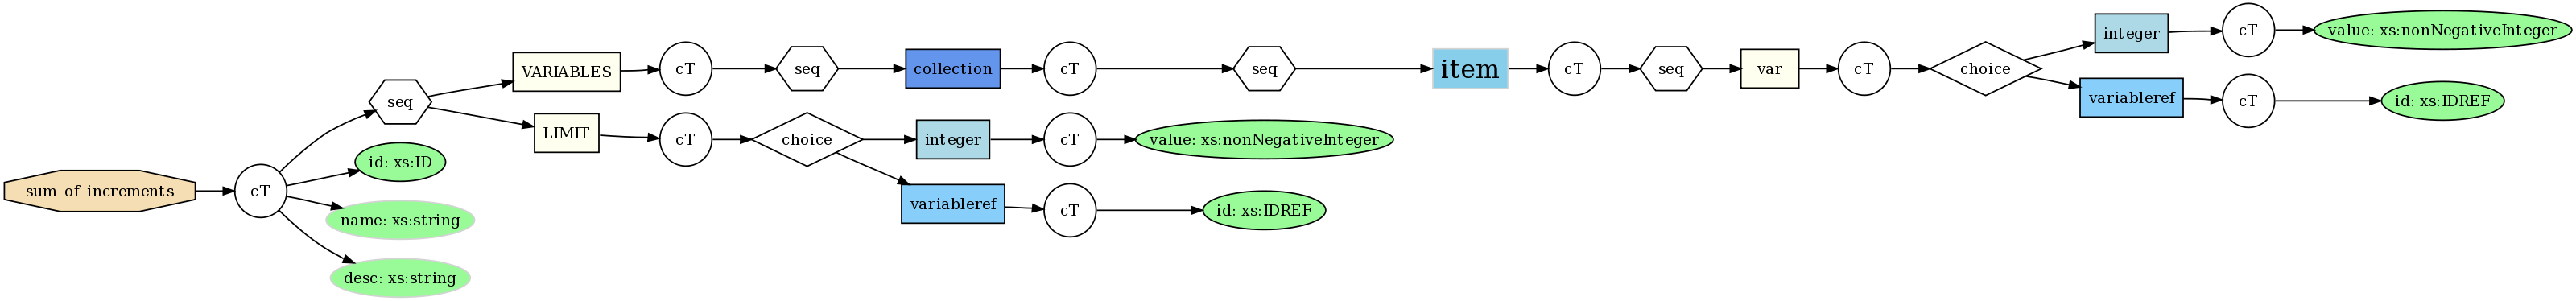 sum_of_increments
cT
seq
id: xs:ID
name: xs:string
desc: xs:string
VARIABLES
cT
seq
collection
cT
seq
item
cT
seq
var
cT
choice
integer
cT
value: xs:nonNegativeInteger
variableref
cT
id: xs:IDREF
LIMIT
cT
choice
integer
cT
value: xs:nonNegativeInteger
variableref
cT
id: xs:IDREF